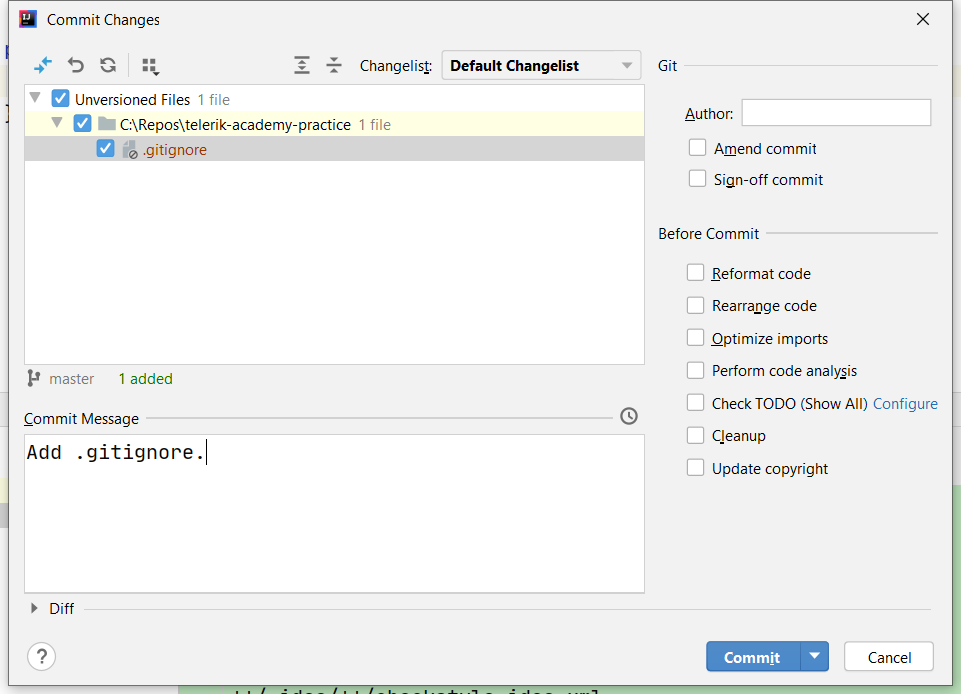 Commit Changes
Changelist: Default Changelist
Unversioned Files 1 file
C:\Repos\telerik-academy-practice 1 file
.gitignore
master 1 added
Commit Message
Add .gitignore.
Diff
?
Git
Author:
Amend commit
Sign-off commit
Before Commit
Reformat code
Rearrange code
Optimize imports
Perform code analysis
Check TODO (Show All) Configure
Cleanup
Update copyright
Commit Cancel